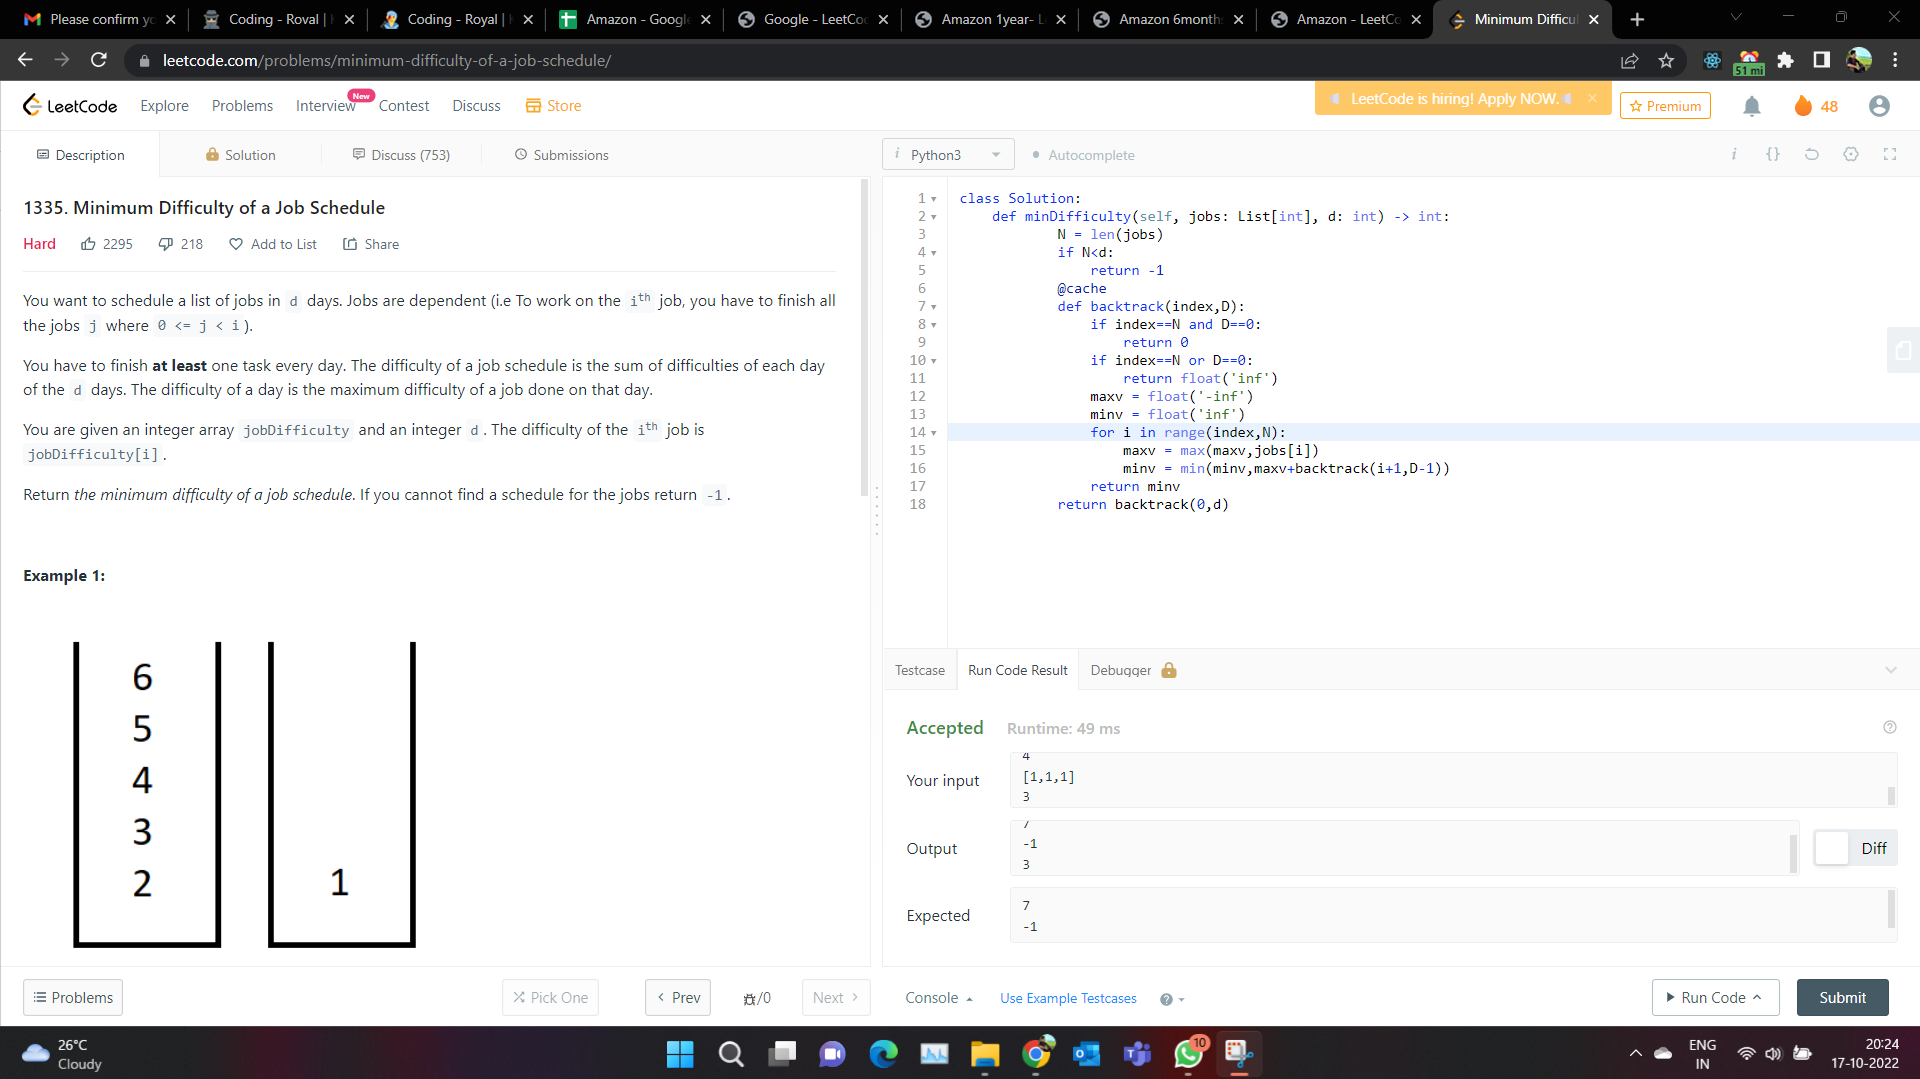 Please confirm yo
Coding - Royal |
Coding - Royal |
Amazon - Google
Google - LeetCod
Amazon 1year- L
Amazon 6months
Amazon - LeetCo
Minimum Difficul
leetcode.com/problems/minimum-difficulty-of-a-job-schedule/
51 mi
LeetCode
Explore
Problems
Interview
New
Contest
Discuss
Store
LeetCode is hiring! Apply NOW.
Premium
48
Description
Solution
Discuss (753)
Submissions
Python3
Autocomplete
1335. Minimum Difficulty of a Job Schedule
Hard
2295
218
Add to List
Share
You want to schedule a list of jobs in d days. Jobs are dependent (i.e To work on the ith job, you have to finish all
the jobs j where 0 <= j < i).
You have to finish at least one task every day. The difficulty of a job schedule is the sum of difficulties of each day
of the d days. The difficulty of a day is the maximum difficulty of a job done on that day.
You are given an integer array jobDifficulty and an integer d. The difficulty of the ith job is
jobDifficulty[i].
Return the minimum difficulty of a job schedule. If you cannot find a schedule for the jobs return -1.
Example 1:
6
5
4
3
2
1
1 class Solution:
2 def minDifficulty(self, jobs: List[int], d: int) -> int:
3 N = len(jobs)
4 if N<d:
5 return -1
6 @cache
7 def backtrack(index,D):
8 if index==N and D==0:
9 return 0
10 if index==N or D==0:
11 return float('inf')
12 maxv = float('-inf')
13 minv = float('inf')
14 for i in range(index,N):
15 maxv = max(maxv,jobs[i])
16 minv = min(minv,maxv+backtrack(i+1,D-1))
17 return minv
18 return backtrack(0,d)
Testcase
Run Code Result
Debugger
Accepted
Runtime: 49 ms
Your input
4
[1,1,1]
3
Output
7
-1
3
Diff
Expected
7
-1
Problems
Pick One
Prev
/0
Next
Console
Use Example Testcases
Run Code
Submit
26°C
Cloudy
10
ENG
IN
20:24
17-10-2022